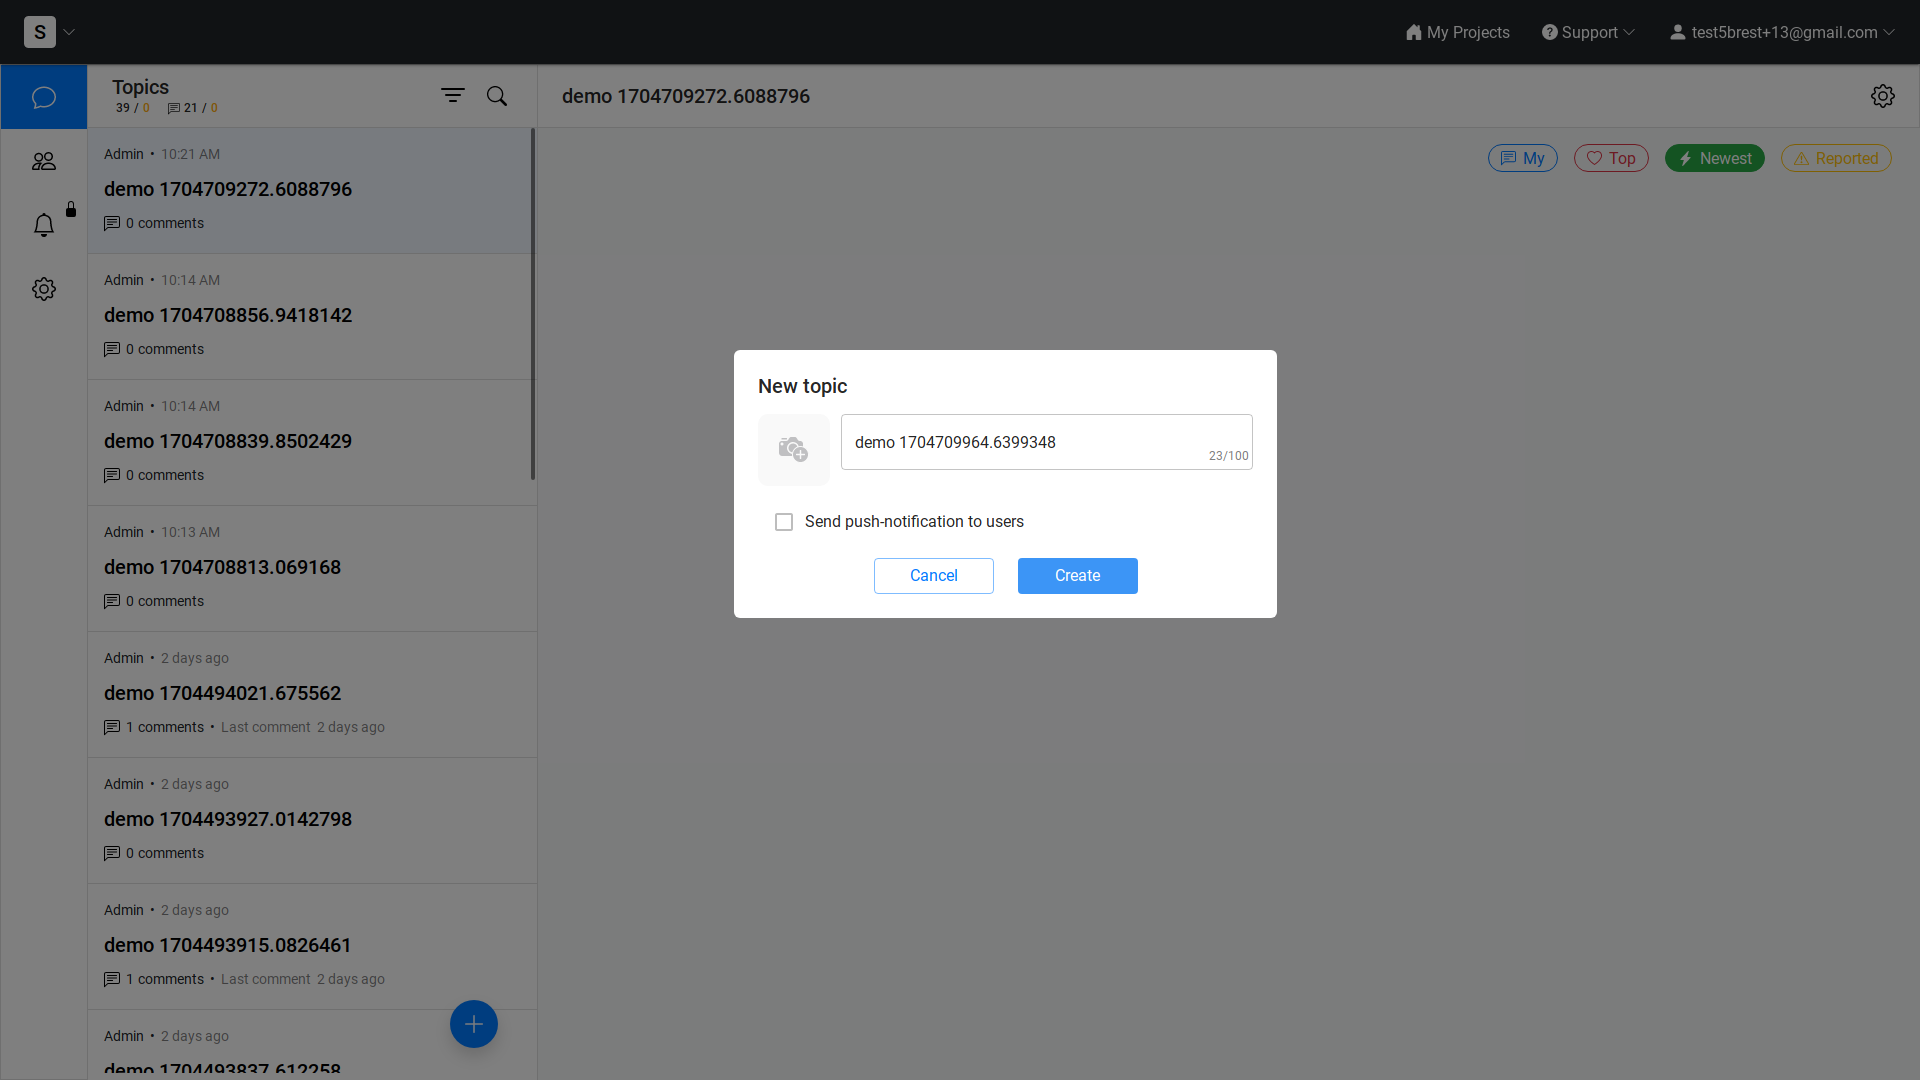 S
My Projects
? Support
test5brest+13@gmail.com
Topics
39 / 0 21 / 0
demo 1704709272.6088796
My
Top
Newest
Reported
Admin • 10:21 AM
demo 1704709272.6088796
0 comments
Admin • 10:14 AM
demo 1704708856.9418142
0 comments
Admin • 10:14 AM
demo 1704708839.8502429
0 comments
Admin • 10:13 AM
demo 1704708813.069168
0 comments
Admin • 2 days ago
demo 1704494021.675562
1 comments • Last comment 2 days ago
Admin • 2 days ago
demo 1704493927.0142798
0 comments
Admin • 2 days ago
demo 1704493915.0826461
1 comments • Last comment 2 days ago
Admin • 2 days ago
demo 1704493837.612258
New topic
demo 1704709964.6399348
23/100
Send push-notification to users
Cancel
Create